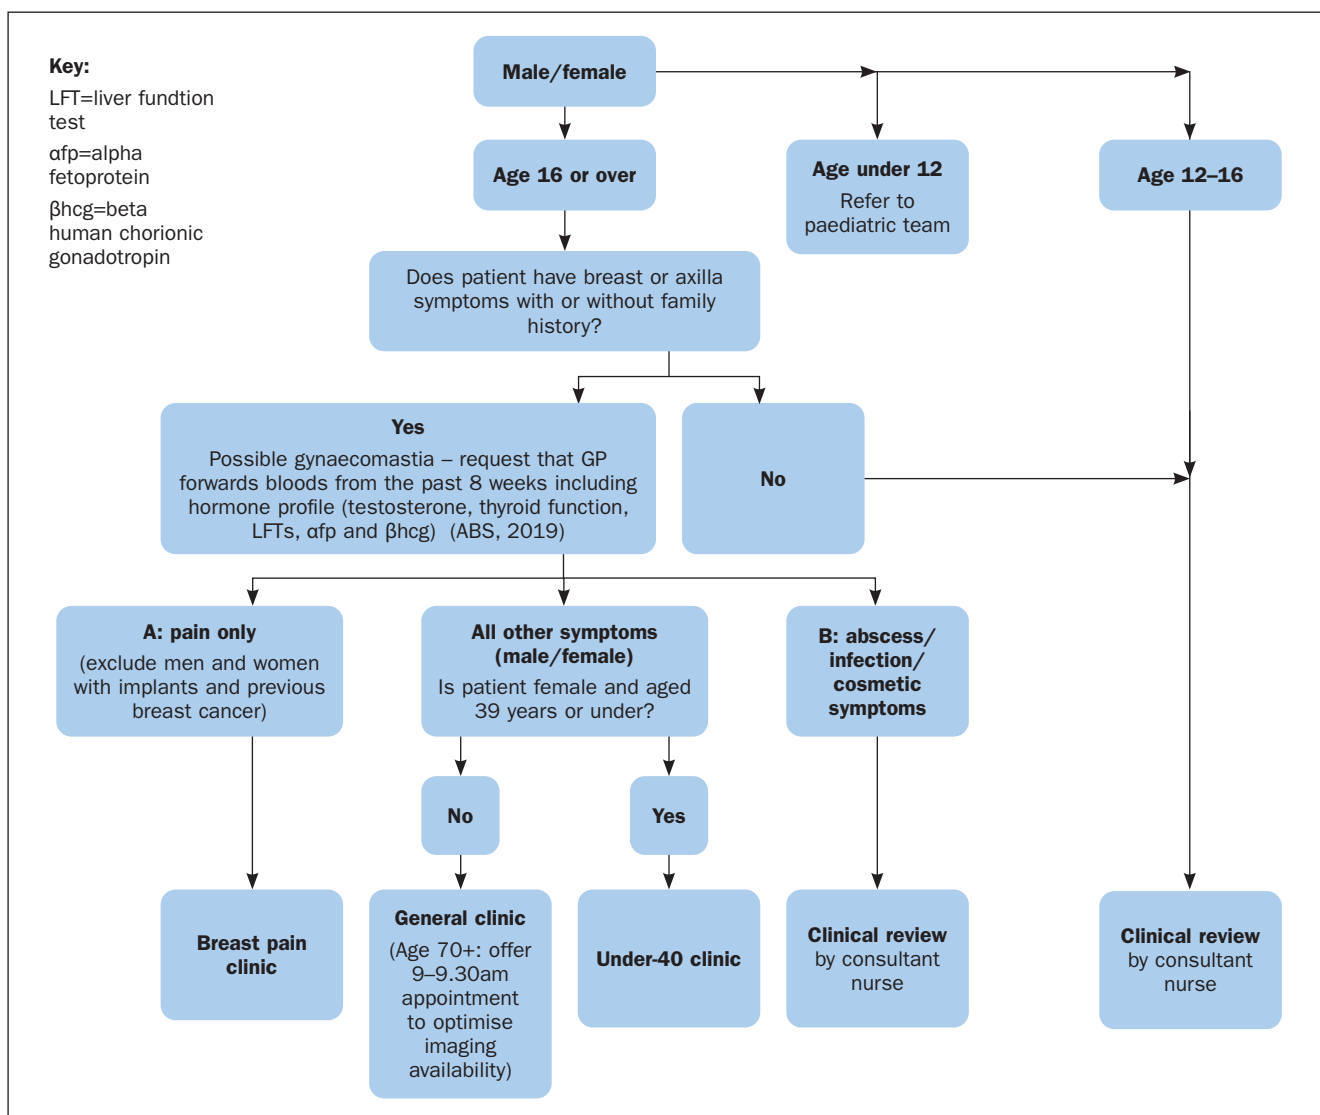 Key:
LFT=liver fundtion
test
αfp=alpha
fetoprotein
βhcg=beta
human chorionic
gonadotropin
Male/female
Age 16 or over
Age under 12
Refer to
paediatric team
Age 12–16
Does patient have breast or axilla
symptoms with or without family
history?
Yes
Possible gynaecomastia – request that GP
forwards bloods from the past 8 weeks including
hormone profile (testosterone, thyroid function,
LFTs, αfp and βhcg) (ABS, 2019)
No
A: pain only
(exclude men and women
with implants and previous
breast cancer)
All other symptoms
(male/female)
Is patient female and aged
39 years or under?
B: abscess/
infection/
cosmetic
symptoms
No
Yes
Breast pain
clinic
General clinic
(Age 70+: offer
9–9.30am
appointment
to optimise
imaging
availability)
Under-40 clinic
Clinical review
by consultant
nurse
Clinical review
by consultant
nurse